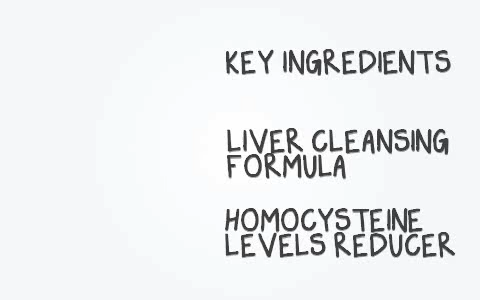 KEY INGREDIENTS
LIVER CLEANSING
FORMULA
HOMOCYSTEINE
LEVELS REDUCER